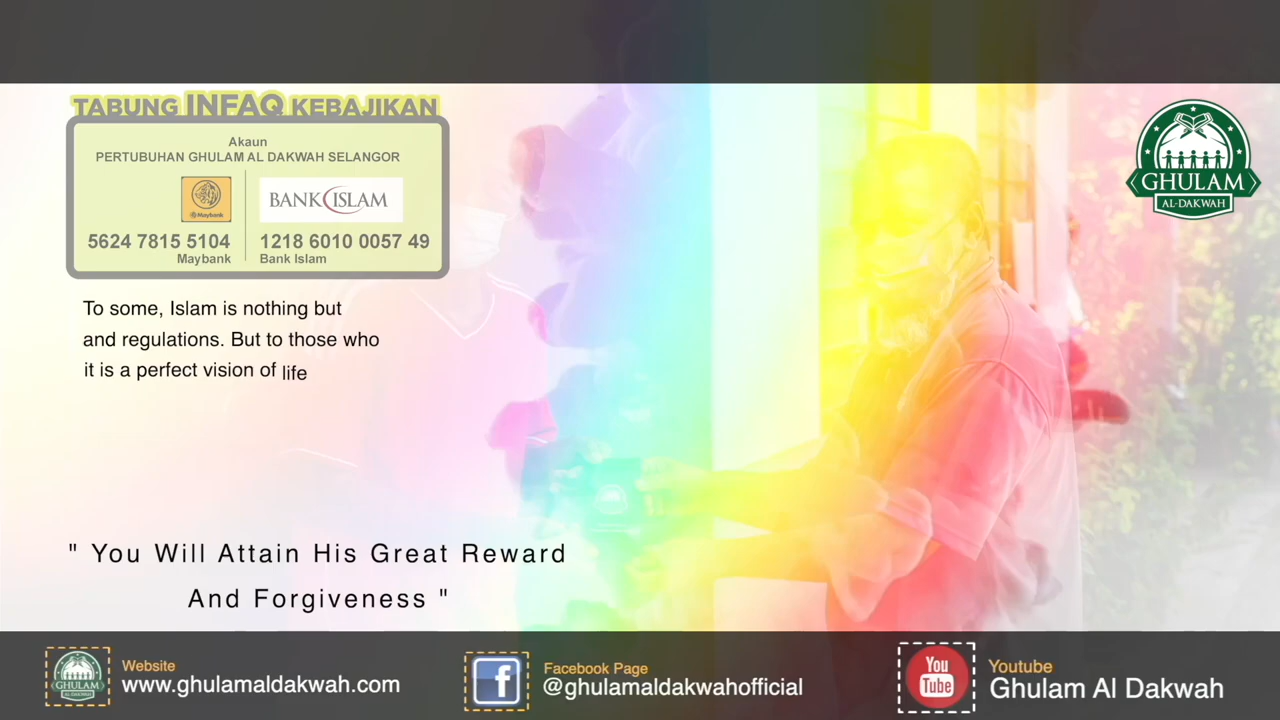 TABUNG INFAQ KEBAJIKAN
Akaun
PERTUBUHAN GHULAM AL DAKWAH SELANGOR
Maybank
BANK ISLAM
5624 7815 5104
Maybank
1218 6010 0057 49
Bank Islam
GHULAM
AL-DAKWAH
To some, Islam is nothing but
and regulations. But to those who
it is a perfect vision of life
" You Will Attain His Great Reward
And Forgiveness "
GHULAM
AL-DAKWAH
Website
www.ghulamaldakwah.com
Facebook Page
@ghulamaldakwahofficial
You
Tube
Youtube
Ghulam Al Dakwah